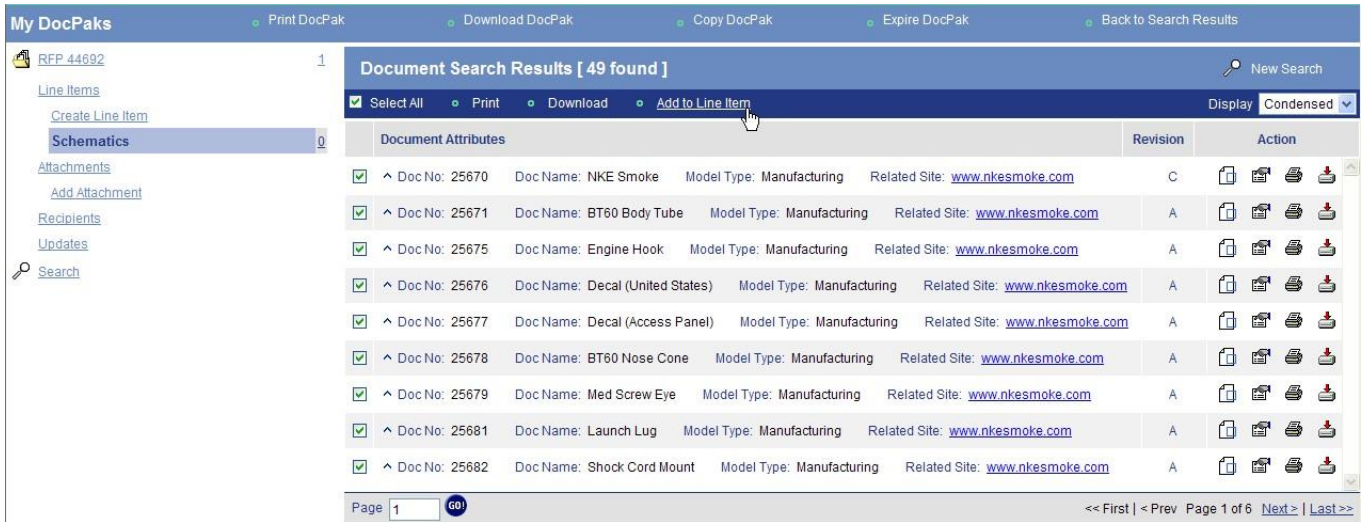 My DocPaks Print DocPak Download DocPak Copy DocPak Expire DocPak Back to Search Results
RFP 44692 1
Line Items
Create Line Item
Schematics 0
Attachments
Add Attachment
Recipients
Updates
Search
Document Search Results [ 49 found ] New Search
Select All Print Download Add to Line Item Display Condensed
Document Attributes Revision Action
^ Doc No: 25670 Doc Name: NKE Smoke Model Type: Manufacturing Related Site: www.nkesmoke.com C
^ Doc No: 25671 Doc Name: BT60 Body Tube Model Type: Manufacturing Related Site: www.nkesmoke.com A
^ Doc No: 25675 Doc Name: Engine Hook Model Type: Manufacturing Related Site: www.nkesmoke.com A
^ Doc No: 25676 Doc Name: Decal (United States) Model Type: Manufacturing Related Site: www.nkesmoke.com A
^ Doc No: 25677 Doc Name: Decal (Access Panel) Model Type: Manufacturing Related Site: www.nkesmoke.com A
^ Doc No: 25678 Doc Name: BT60 Nose Cone Model Type: Manufacturing Related Site: www.nkesmoke.com A
^ Doc No: 25679 Doc Name: Med Screw Eye Model Type: Manufacturing Related Site: www.nkesmoke.com A
^ Doc No: 25681 Doc Name: Launch Lug Model Type: Manufacturing Related Site: www.nkesmoke.com A
^ Doc No: 25682 Doc Name: Shock Cord Mount Model Type: Manufacturing Related Site: www.nkesmoke.com A
Page 1 GO! << First | < Prev Page 1 of 6 Next > | Last >>